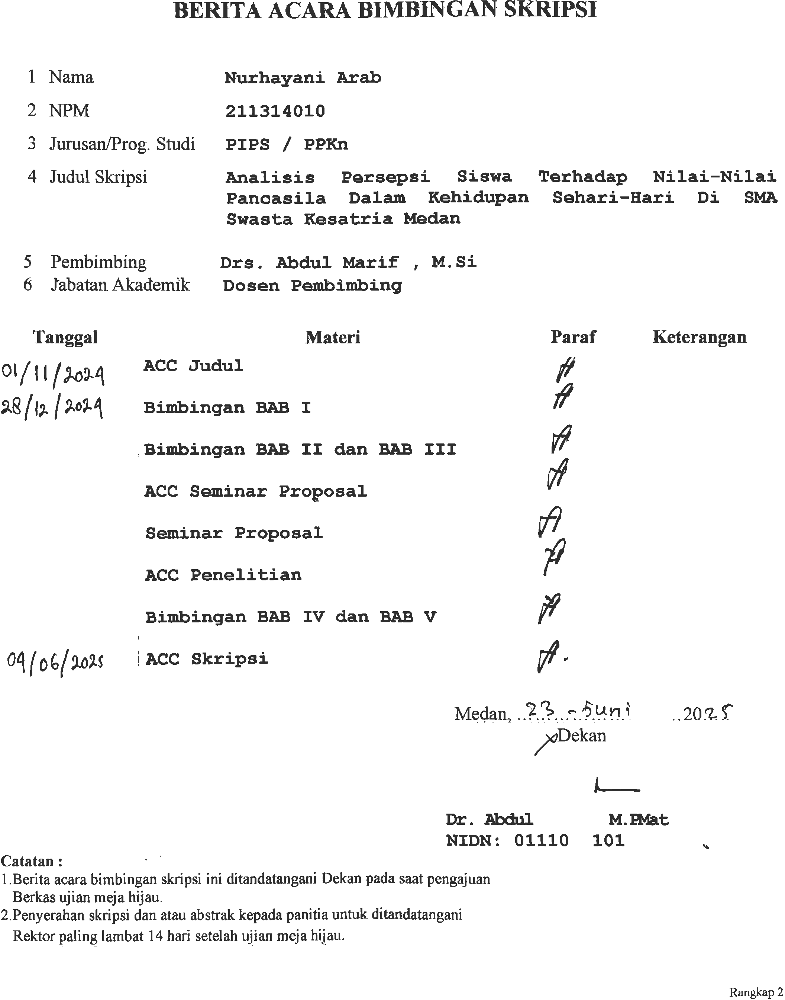 BERITA ACARA BIMBINGAN SKRIPSI
1 Nama Nurhayani Arab
2 NPM 211314010
3 Jurusan/Prog. Studi PIPS / PPKn
4 Judul Skripsi Analisis Persepsi Siswa Terhadap Nilai-Nilai
Pancasila Dalam Kehidupan Sehari-Hari Di SMA
Swasta Kesatria Medan
5 Pembimbing Drs. Abdul Marif , M.Si
6 Jabatan Akademik Dosen Pembimbing
Tanggal Materi Paraf Keterangan
01/11/2024 ACC Judul
28/12/2024 Bimbingan BAB I
Bimbingan BAB II dan BAB III
ACC Seminar Proposal
Seminar Proposal
ACC Penelitian
Bimbingan BAB IV dan BAB V
04/06/2025 ACC Skripsi
Medan, 23 - Juni 2025
Dekan
Dr. Abdul M.PMat
NIDN: 01110 101
Catatan :
1.Berita acara bimbingan skripsi ini ditandatangani Dekan pada saat pengajuan
Berkas ujian meja hijau.
2.Penyerahan skripsi dan atau abstrak kepada panitia untuk ditandatangani
Rektor paling lambat 14 hari setelah ujian meja hijau.
Rangkap 2